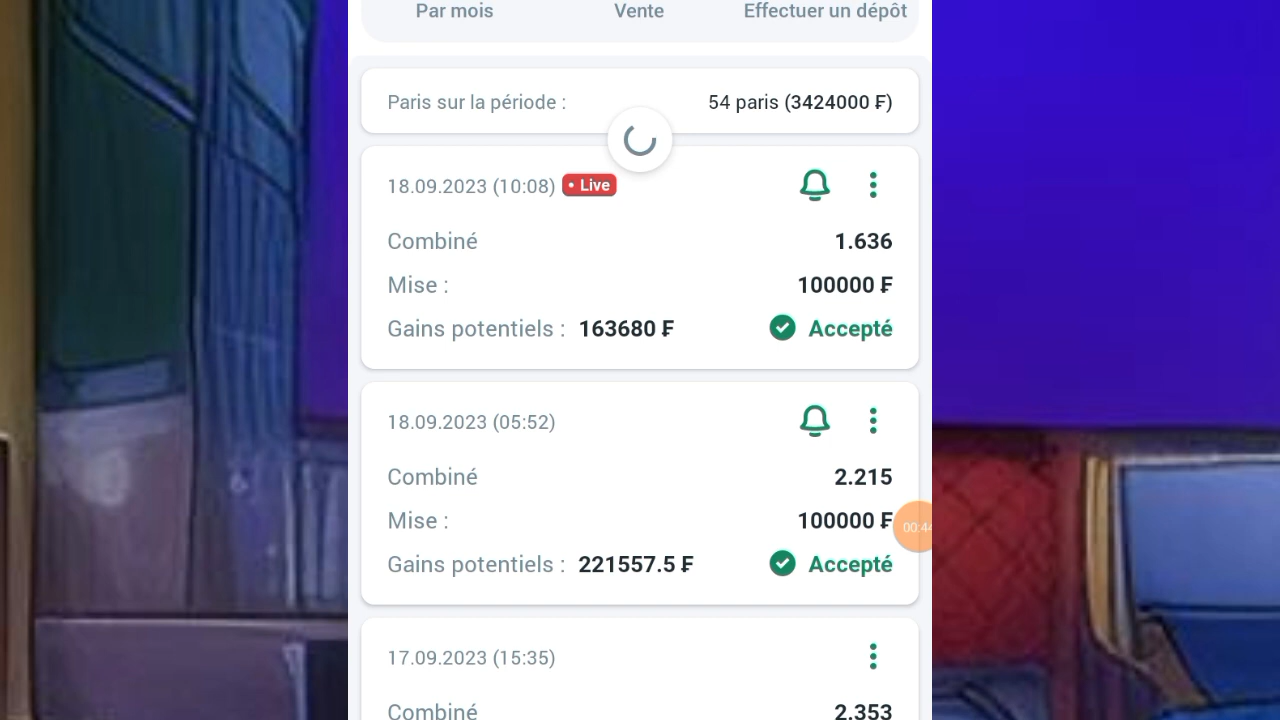 Par mois Vente Effectuer un dépôt
Paris sur la période : 54 paris (3424000 ₣)
18.09.2023 (10:08) • Live
Combiné 1.636
Mise : 100000 ₣
Gains potentiels : 163680 ₣ Accepté
18.09.2023 (05:52)
Combiné 2.215
Mise : 100000 ₣
00:44
Gains potentiels : 221557.5 ₣ Accepté
17.09.2023 (15:35)
Combiné 2.353